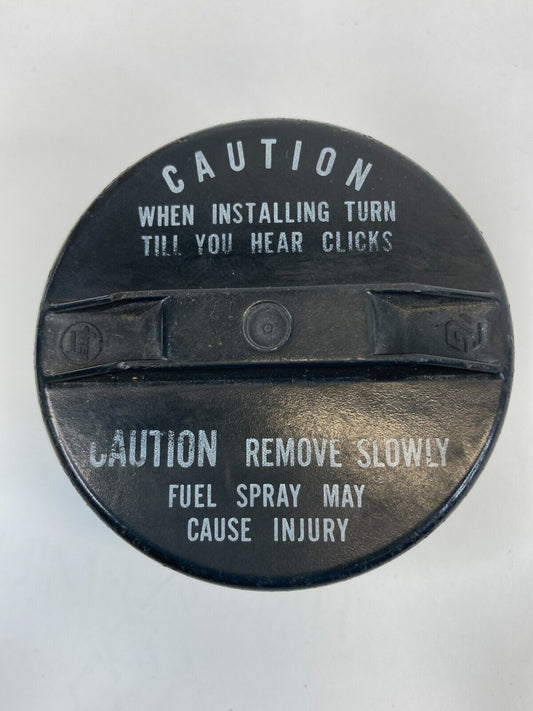 CAUTION
WHEN INSTALLING TURN
TILL YOU HEAR CLICKS
CAUTION REMOVE SLOWLY
FUEL SPRAY MAY
CAUSE INJURY